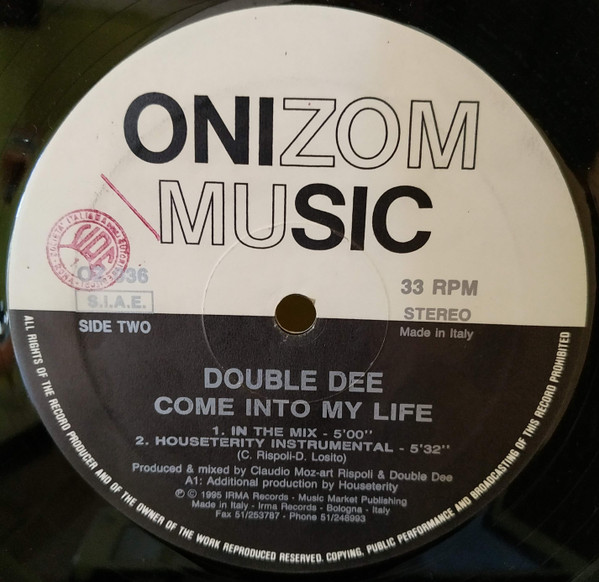 ONIZOM
MUSIC
S.I.A.E.
SIDE TWO
33 RPM
STEREO
Made in Italy
DOUBLE DEE
COME INTO MY LIFE
1. IN THE MIX - 5'00"
2. HOUSETERITY INSTRUMENTAL - 5'32"
(C. Rispoli-D. Losito)
Produced & mixed by Claudio Moz-art Rispoli & Double Dee
A1: Additional production by Houseterity
℗ © 1995 IRMA Records - Music Market Publishing
Made in Italy - Irma Records - Bologna - Italy
Fax 51/253787 - Phone 51/248993
ALL RIGHTS OF THE RECORD PRODUCER AND OF THE OWNER OF THE WORK REPRODUCED RESERVED. COPYING, PUBLIC PERFORMANCE AND BROADCASTING OF THIS RECORD PROHIBITED